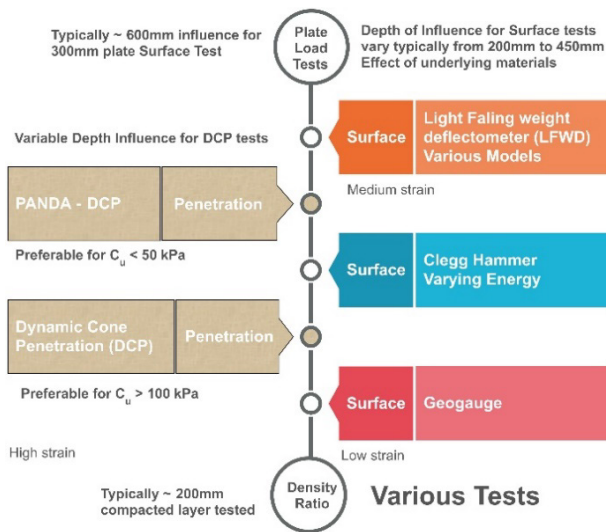 Typically ~ 600mm influence for
300mm plate Surface Test
Plate
Load
Tests
Depth of Influence for Surface tests
vary typically from 200mm to 450mm
Effect of underlying materials
Surface
Light Faling weight
deflectometer (LFWD)
Various Models
Medium strain
Variable Depth Influence for DCP tests
PANDA - DCP
Penetration
Preferable for Cu < 50 kPa
Surface
Clegg Hammer
Varying Energy
Dynamic Cone
Penetration (DCP)
Penetration
Preferable for Cu > 100 kPa
Surface
Geogauge
High strain
Low strain
Typically ~ 200mm
compacted layer tested
Density
Ratio
Various Tests